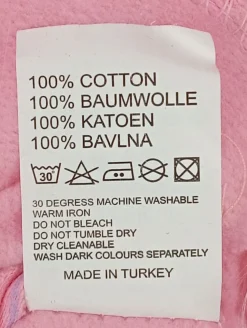 100% COTTON
100% BAUMWOLLE
100% KATOEN
100% BAVLNA
30°
30 DEGRESS MACHINE WASHABLE
WARM IRON
DO NOT BLEACH
DO NOT TUMBLE DRY
DRY CLEANABLE
WASH DARK COLOURS SEPARATELY
MADE IN TURKEY